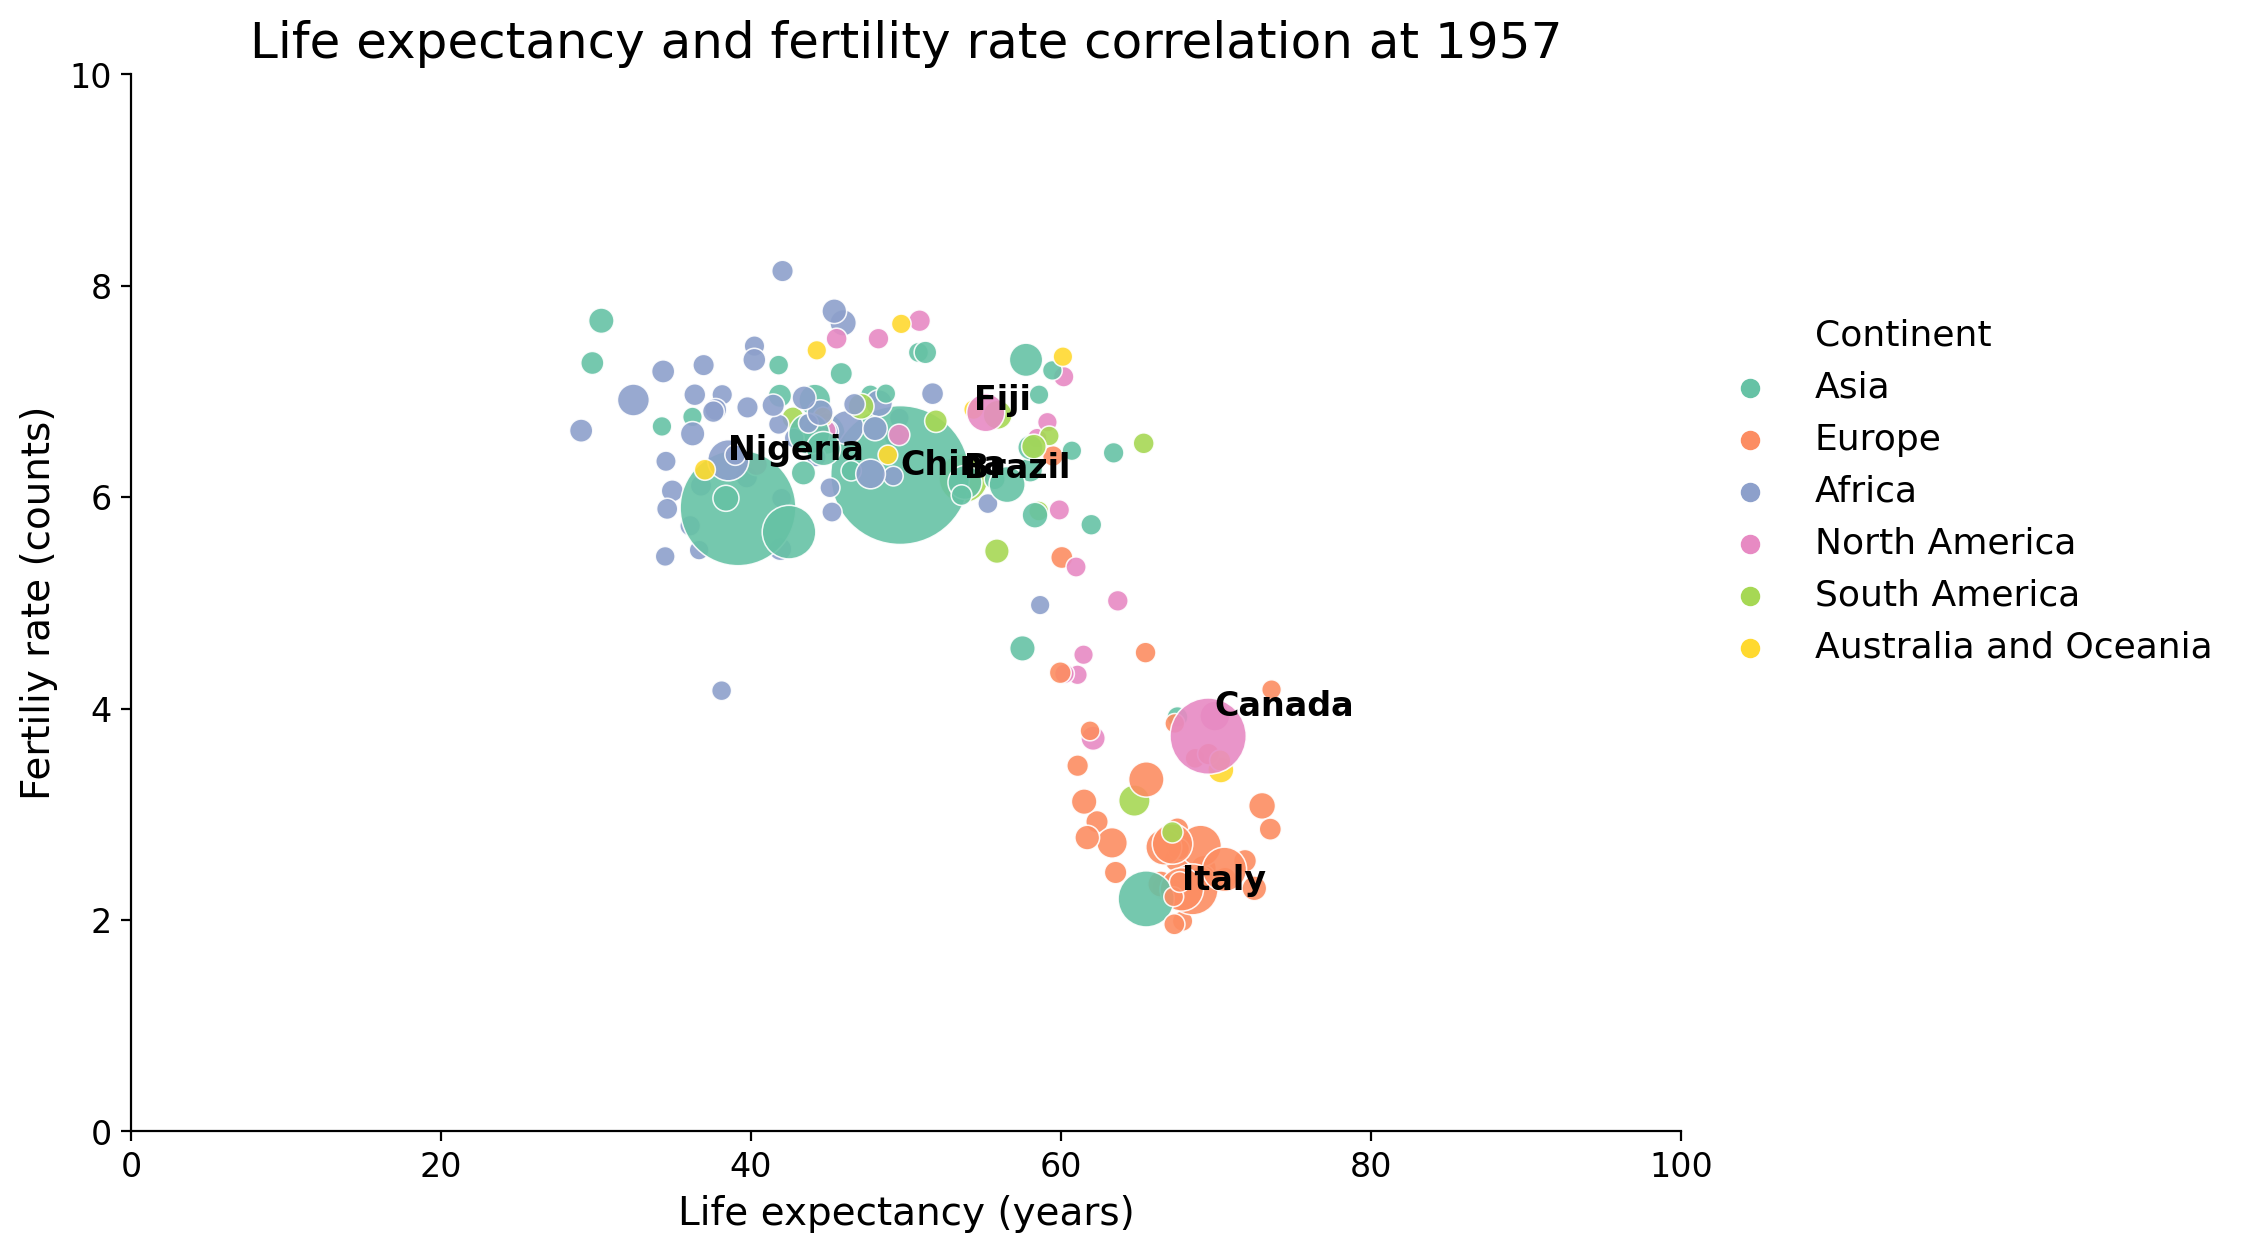 Life expectancy and fertility rate correlation at 1957
10
8
6
4
2
0
Fertiliy rate (counts)
0 20 40 60 80 100
Life expectancy (years)
Fiji
Nigeria
China
Brazil
Canada
Italy
Continent
Asia
Europe
Africa
North America
South America
Australia and Oceania